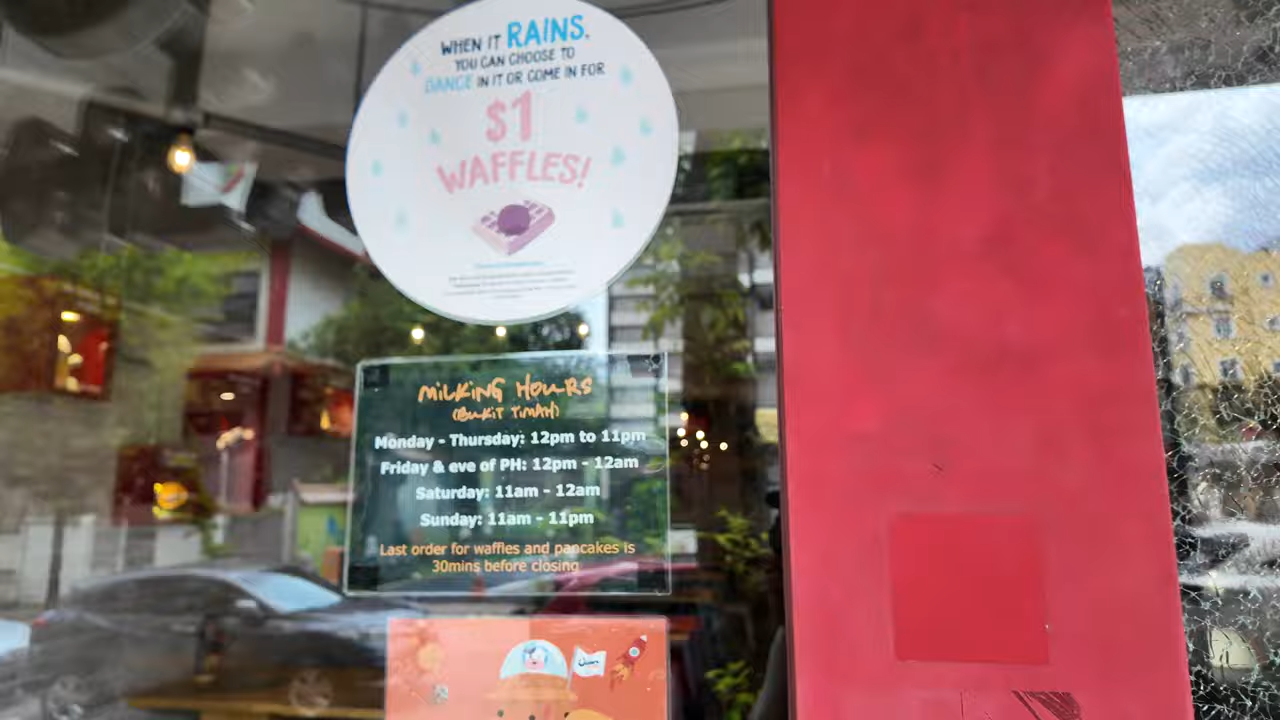 WHEN IT RAINS,
YOU CAN CHOOSE TO
DANCE IN IT OR COME IN FOR
$1
WAFFLES!
MiLKiNG HOuRS
(BuKiT TiMAH)
Monday - Thursday: 12pm to 11pm
Friday & eve of PH: 12pm - 12am
Saturday: 11am - 12am
Sunday: 11am - 11pm
Last order for waffles and pancakes is
30mins before closing